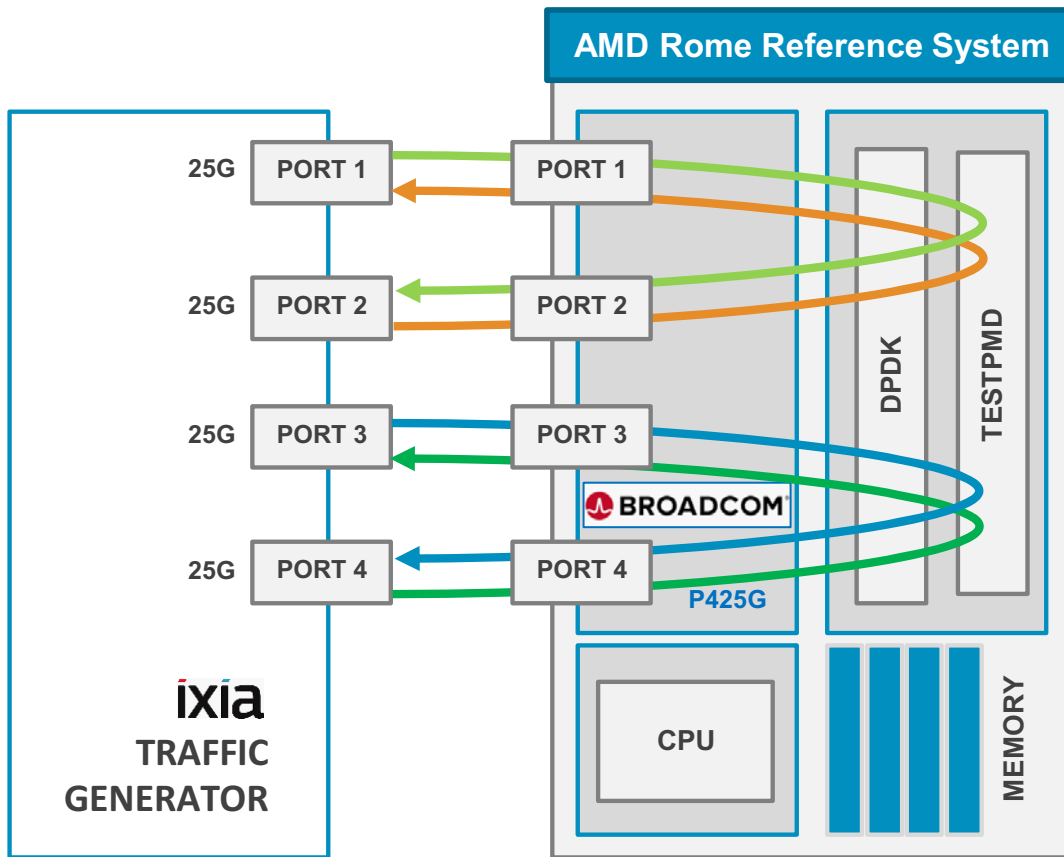 AMD Rome Reference System
25G
PORT 1
PORT 1
25G
PORT 2
PORT 2
25G
PORT 3
PORT 3
25G
PORT 4
PORT 4
BROADCOM®
P425G
DPDK
TESTPMD
ixia
TRAFFIC
GENERATOR
CPU
MEMORY